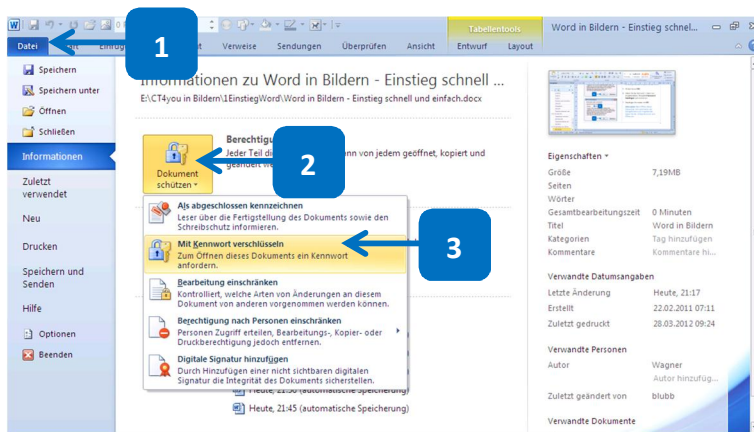 Tabellentools
Word in Bildern - Einstieg schnel...
Datei
Verweise Sendungen Überprüfen Ansicht Entwurf Layout
1
Speichern
Speichern unter
Öffnen
Schließen
Informationen
Zuletzt
verwendet
Neu
Drucken
Speichern und
Senden
Hilfe
Optionen
Beenden
Informationen zu Word in Bildern - Einstieg schnell ...
E:\CT4you in Bildern\1EinstiegWord\Word in Bildern - Einstieg schnell und einfach.docx
Dokument
schützen
2
Jeder Teil von jedem geöffnet, kopiert und
geändert
Als abgeschlossen kennzeichnen
Leser über die Fertigstellung des Dokuments sowie den
Schreibschutz informieren.
Mit Kennwort verschlüsseln
Zum Öffnen dieses Dokuments ein Kennwort
anfordern.
3
Bearbeitung einschränken
Kontrolliert, welche Arten von Änderungen an diesem
Dokument von anderen vorgenommen werden können.
Berechtigung nach Personen einschränken
Personen Zugriff erteilen, Bearbeitungs-, Kopier- oder
Druckberechtigung jedoch entfernen.
Digitale Signatur hinzufügen
Durch Hinzufügen einer nicht sichtbaren digitalen
Signatur die Integrität des Dokuments sicherstellen.
Heute, 21:50 (automatische Speicherung)
Heute, 21:45 (automatische Speicherung)
Eigenschaften
Größe 7,19MB
Seiten
Wörter
Gesamtbearbeitungszeit 0 Minuten
Titel Word in Bildern
Kategorien Tag hinzufügen
Kommentare Kommentare hi...
Verwandte Datumsangaben
Letzte Änderung Heute, 21:17
Erstellt 22.02.2011 07:11
Zuletzt gedruckt 28.03.2012 09:24
Verwandte Personen
Autor Wagner
Autor hinzufüg...
Zuletzt geändert von blubb
Verwandte Dokumente